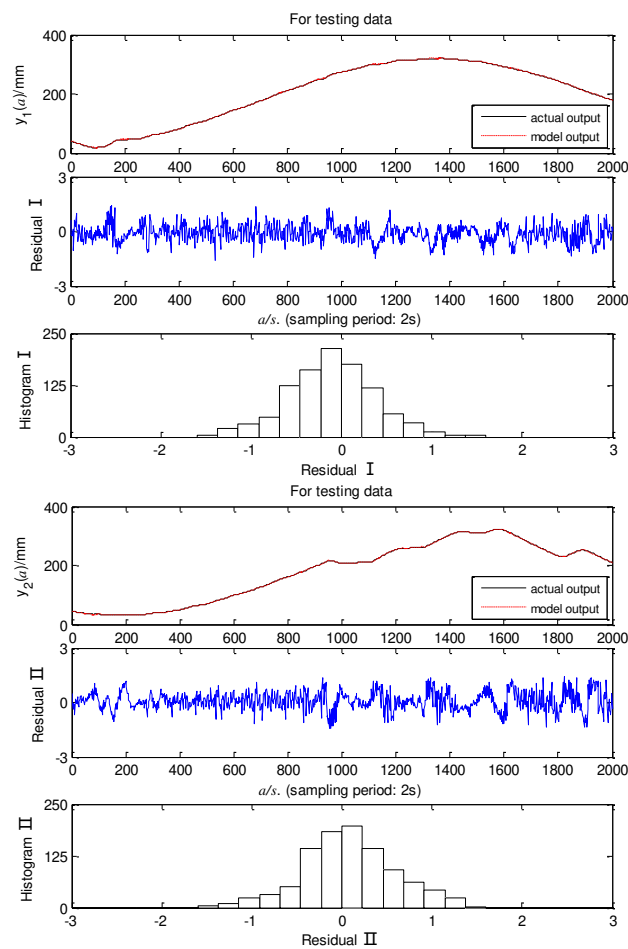 For testing data
400
200
0
y1(a)/mm
actual output
model output
0 200 400 600 800 1000 1200 1400 1600 1800 2000
3
0
-3
Residual Ⅰ
0 200 400 600 800 1000 1200 1400 1600 1800 2000
a/s. (sampling period: 2s)
250
125
0
Histogram Ⅰ
-3 -2 -1 0 1 2 3
Residual Ⅰ
For testing data
400
200
0
y2(a)/mm
actual output
model output
0 200 400 600 800 1000 1200 1400 1600 1800 2000
3
0
-3
Residual Ⅱ
0 200 400 600 800 1000 1200 1400 1600 1800 2000
a/s. (sampling period: 2s)
250
125
0
Histogram Ⅱ
-3 -2 -1 0 1 2 3
Residual Ⅱ